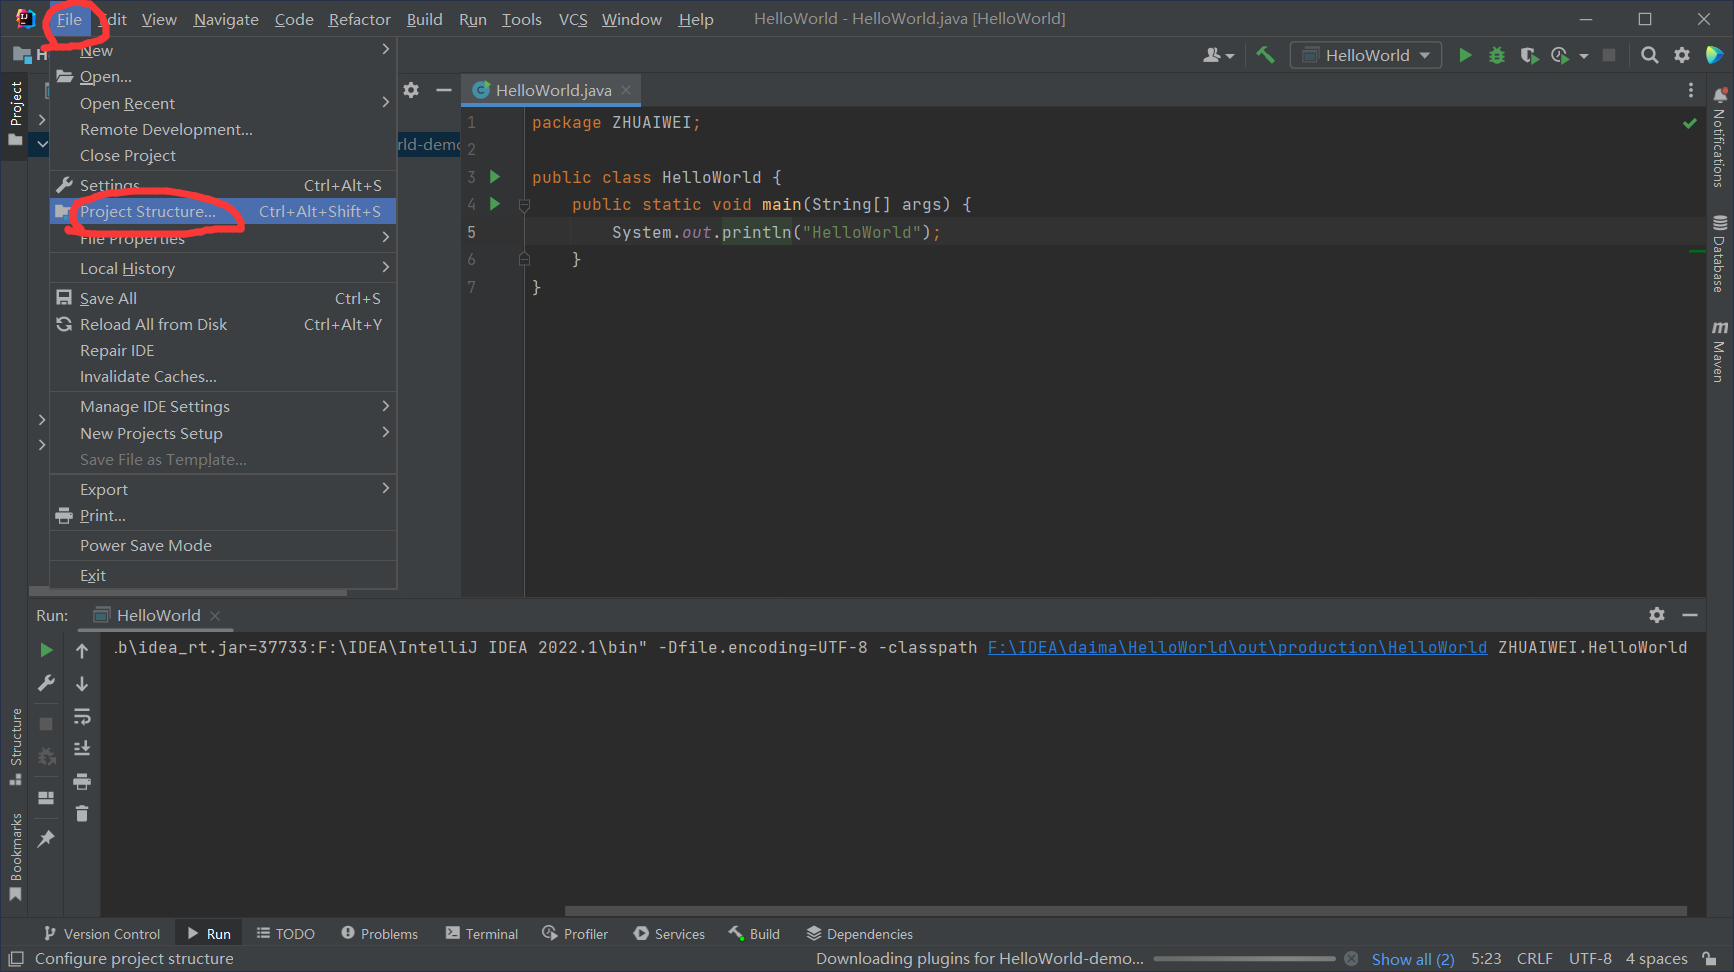 File Edit View Navigate Code Refactor Build Run Tools VCS Window Help HelloWorld - HelloWorld.java [HelloWorld]
H
HelloWorld
New
Open...
Open Recent
Remote Development...
Close Project
Settings... Ctrl+Alt+S
Project Structure... Ctrl+Alt+Shift+S
File Properties
Local History
Save All Ctrl+S
Reload All from Disk Ctrl+Alt+Y
Repair IDE
Invalidate Caches...
Manage IDE Settings
New Projects Setup
Save File as Template...
Export
Print...
Power Save Mode
Exit
Project
rld-demo
HelloWorld.java
1 package ZHUAIWEI;
2
3 public class HelloWorld {
4 public static void main(String[] args) {
5 System.out.println("HelloWorld");
6 }
7 }
Notifications
Database
m
Maven
Run: HelloWorld
.b\idea_rt.jar=37733:F:\IDEA\IntelliJ IDEA 2022.1\bin" -Dfile.encoding=UTF-8 -classpath F:\IDEA\daima\HelloWorld\out\production\HelloWorld ZHUAIWEI.HelloWorld
Structure
Bookmarks
Version Control Run TODO Problems Terminal Profiler Services Build Dependencies
Configure project structure Downloading plugins for HelloWorld-demo... Show all (2) 5:23 CRLF UTF-8 4 spaces